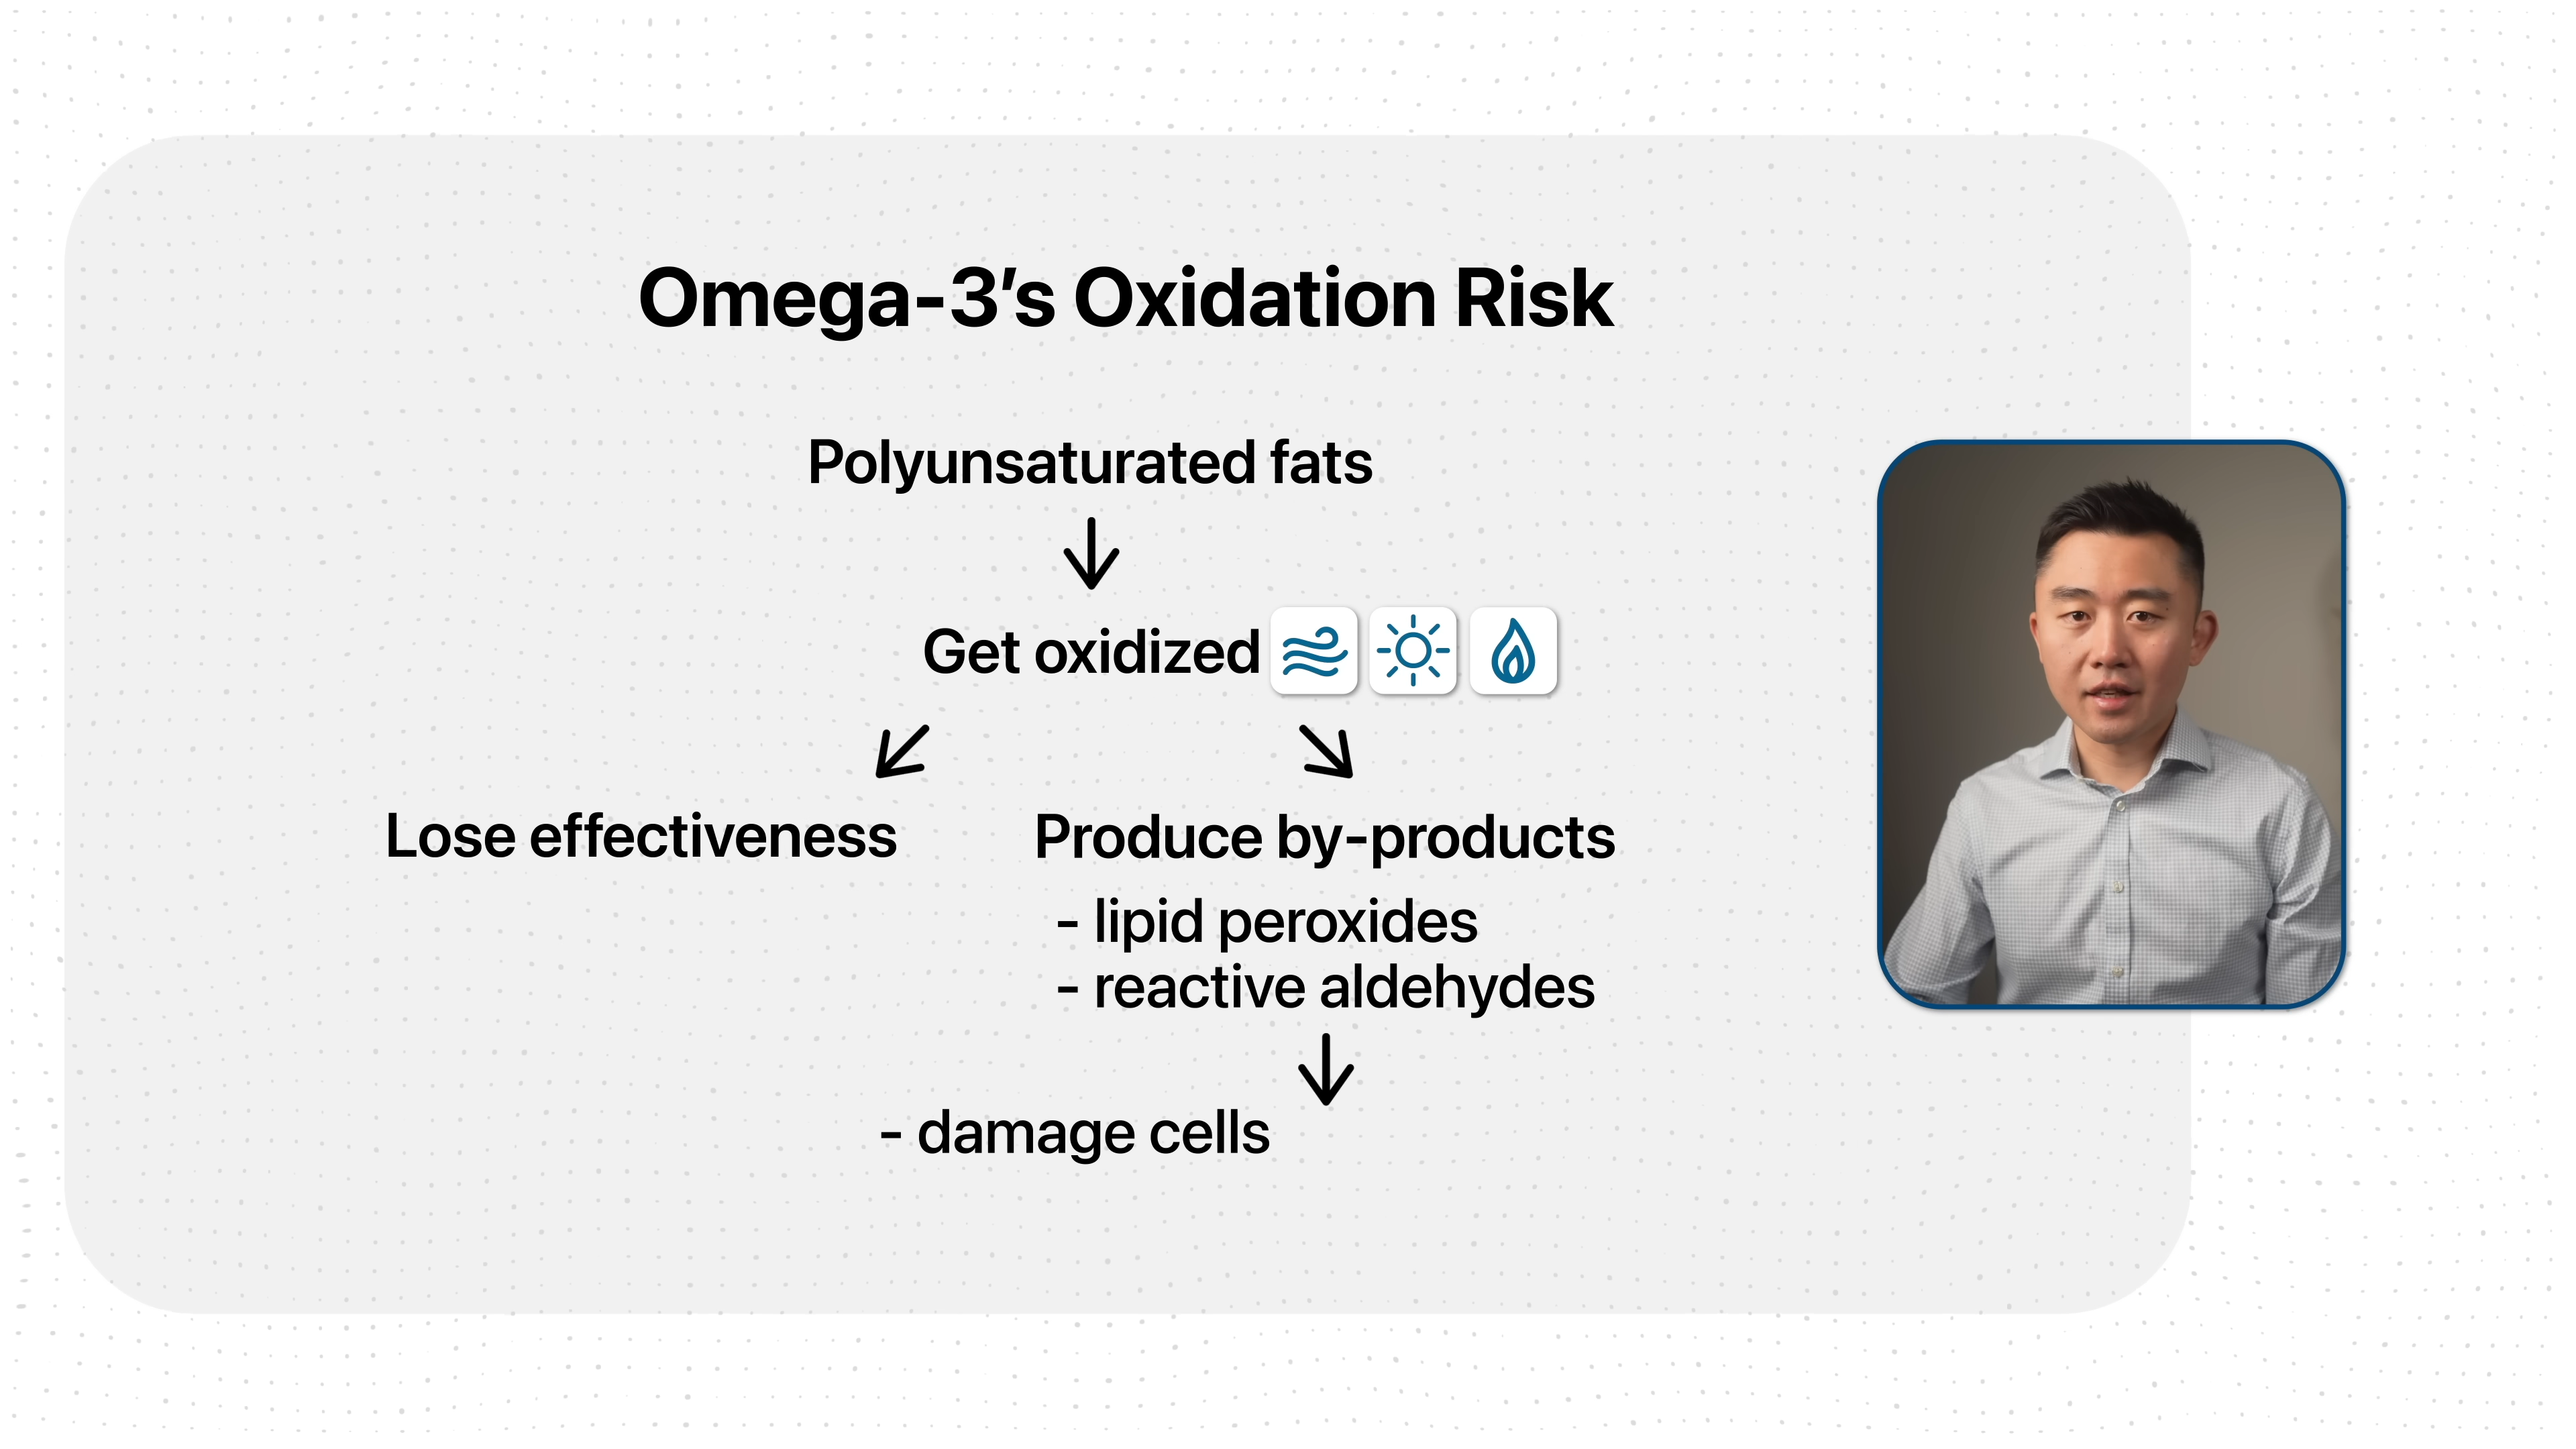 Omega-3's Oxidation Risk
Polyunsaturated fats
Get oxidized
Lose effectiveness
Produce by-products
- lipid peroxides
- reactive aldehydes
- damage cells